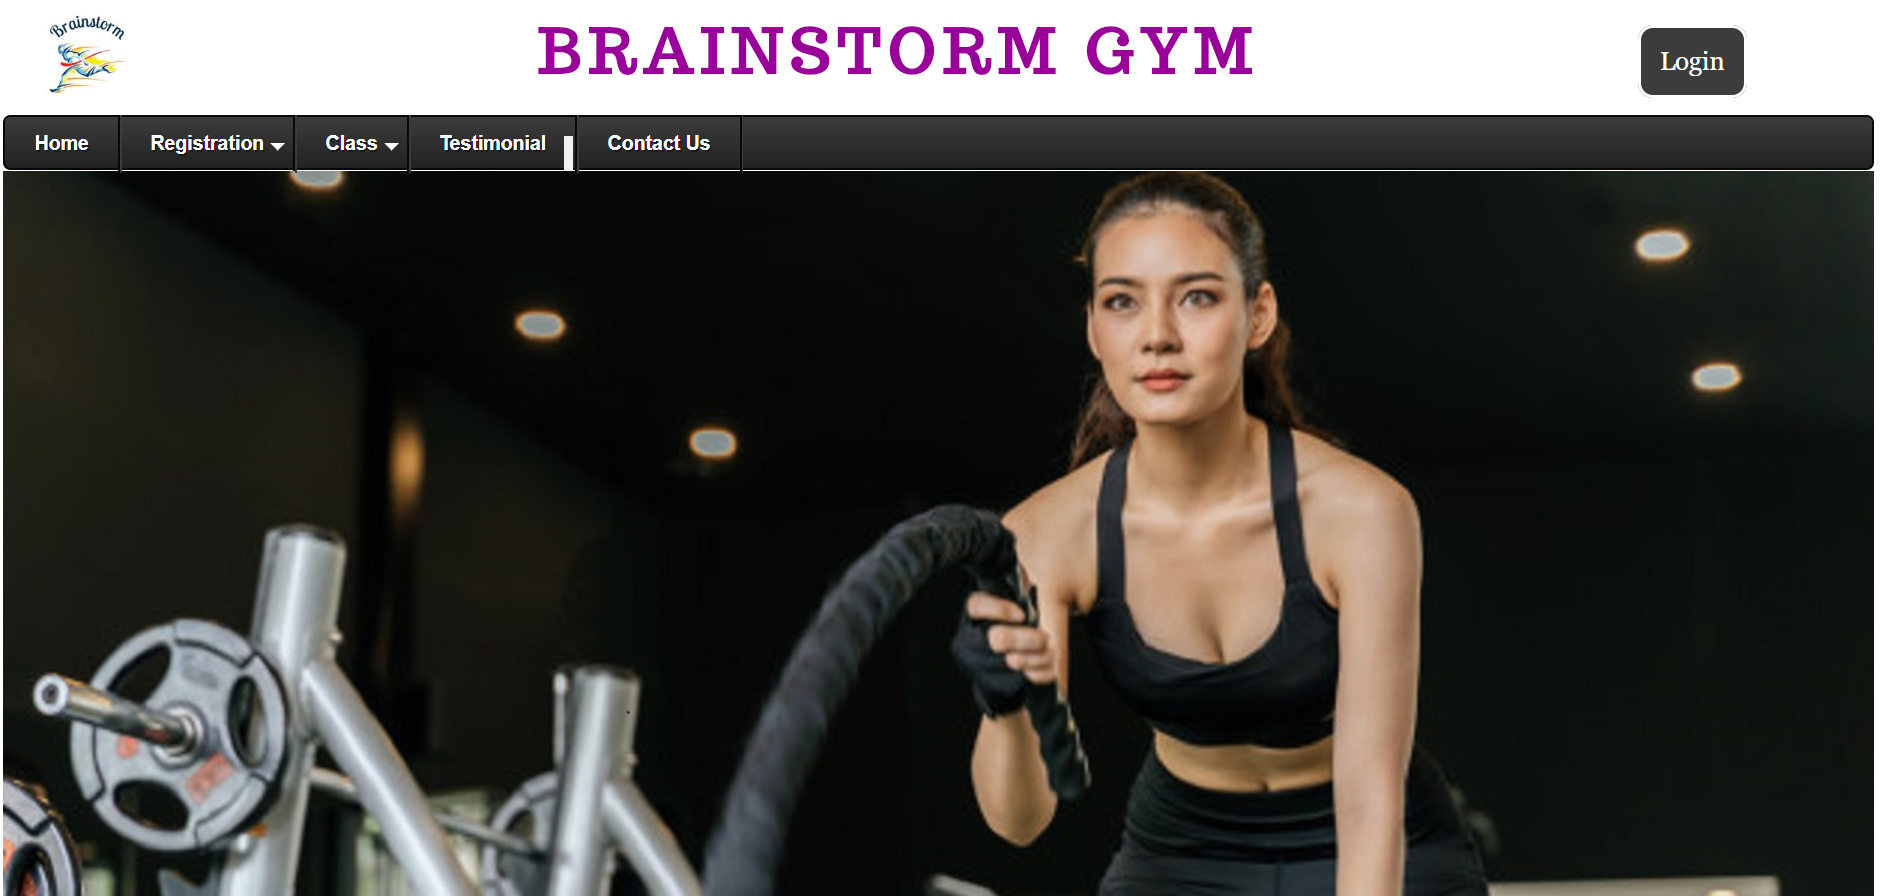 Brainstorm
BRAINSTORM GYM
Login
Home Registration Class Testimonial Contact Us